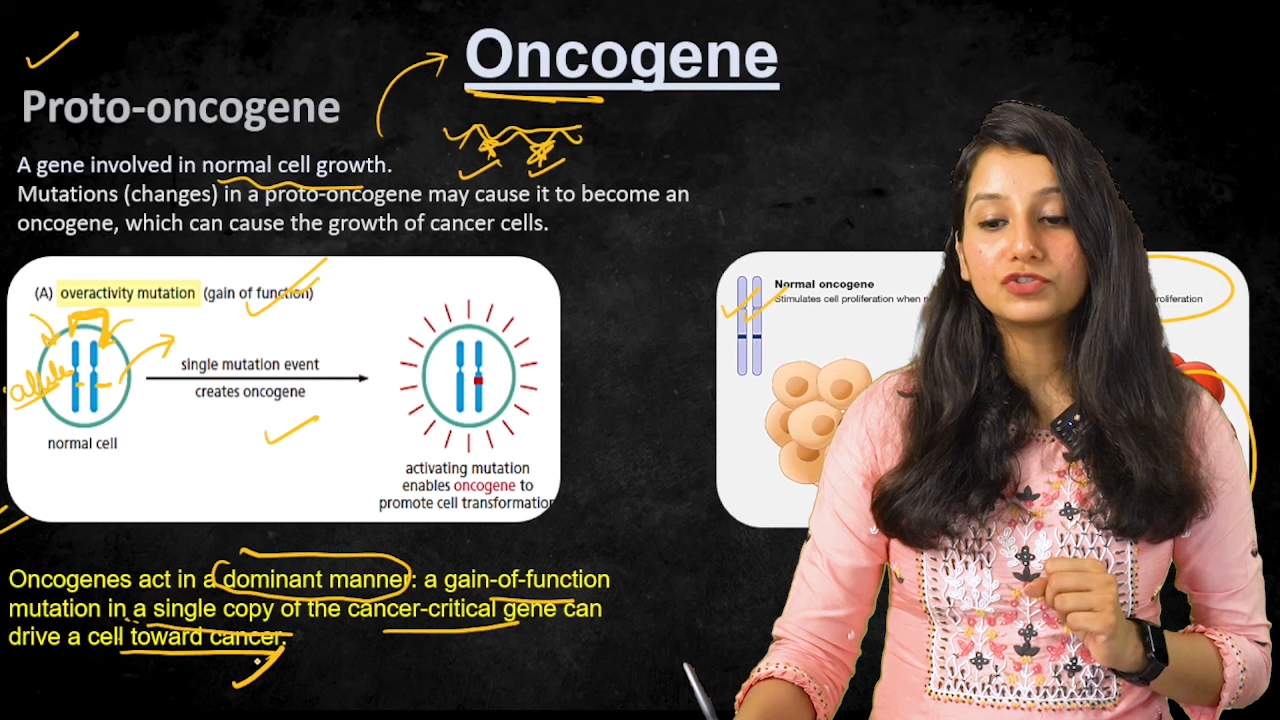 Oncogene
Proto-oncogene
A gene involved in normal cell growth.
Mutations (changes) in a proto-oncogene may cause it to become an
oncogene, which can cause the growth of cancer cells.
(A) overactivity mutation (gain of function)
allele
single mutation event
creates oncogene
normal cell
activating mutation
enables oncogene to
promote cell transformation
Normal oncogene
Stimulates cell proliferation when
Oncogenes act in a dominant manner: a gain-of-function
mutation in a single copy of the cancer-critical gene can
drive a cell toward cancer.